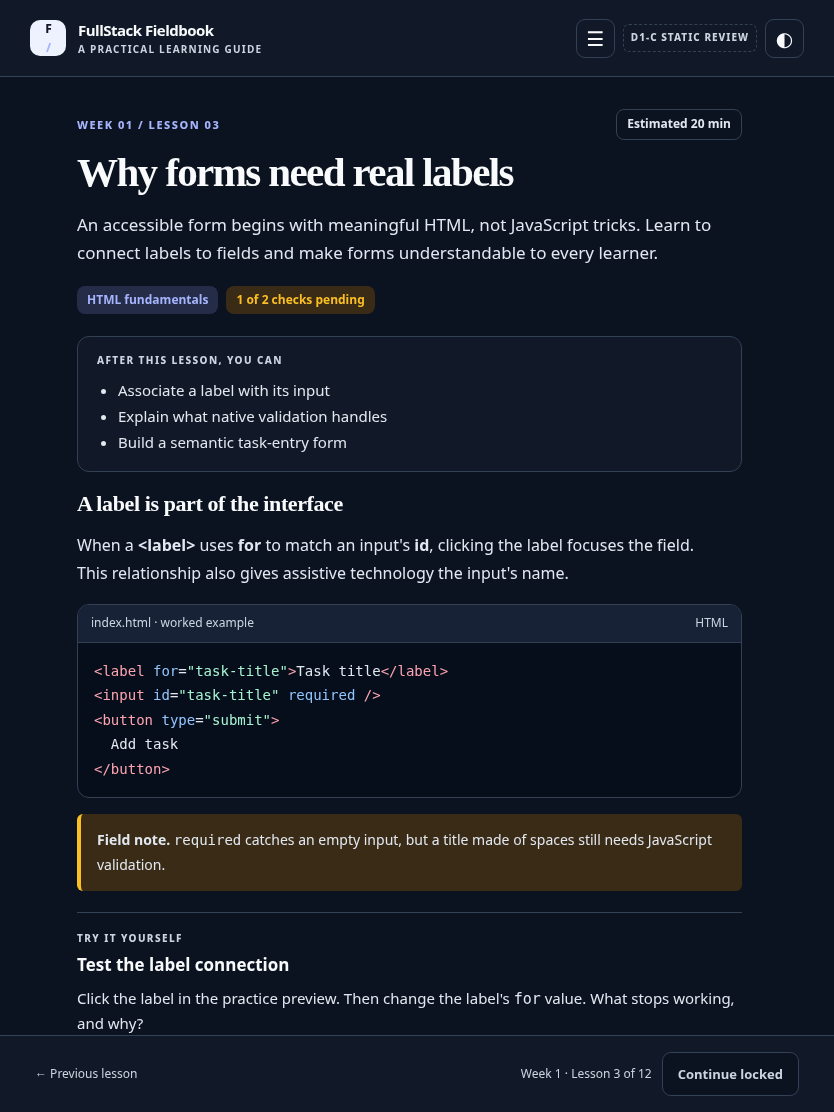 F
/
FullStack Fieldbook
A PRACTICAL LEARNING GUIDE
D1-C STATIC REVIEW
WEEK 01 / LESSON 03
Estimated 20 min
Why forms need real labels
An accessible form begins with meaningful HTML, not JavaScript tricks. Learn to
connect labels to fields and make forms understandable to every learner.
HTML fundamentals
1 of 2 checks pending
AFTER THIS LESSON, YOU CAN
• Associate a label with its input
• Explain what native validation handles
• Build a semantic task-entry form
A label is part of the interface
When a <label> uses for to match an input's id, clicking the label focuses the field.
This relationship also gives assistive technology the input's name.
index.html · worked example
HTML
<label for="task-title">Task title</label>
<input id="task-title" required />
<button type="submit">
  Add task
</button>
Field note. required catches an empty input, but a title made of spaces still needs JavaScript
validation.
TRY IT YOURSELF
Test the label connection
Click the label in the practice preview. Then change the label's for value. What stops working,
and why?
← Previous lesson
Week 1 · Lesson 3 of 12
Continue locked